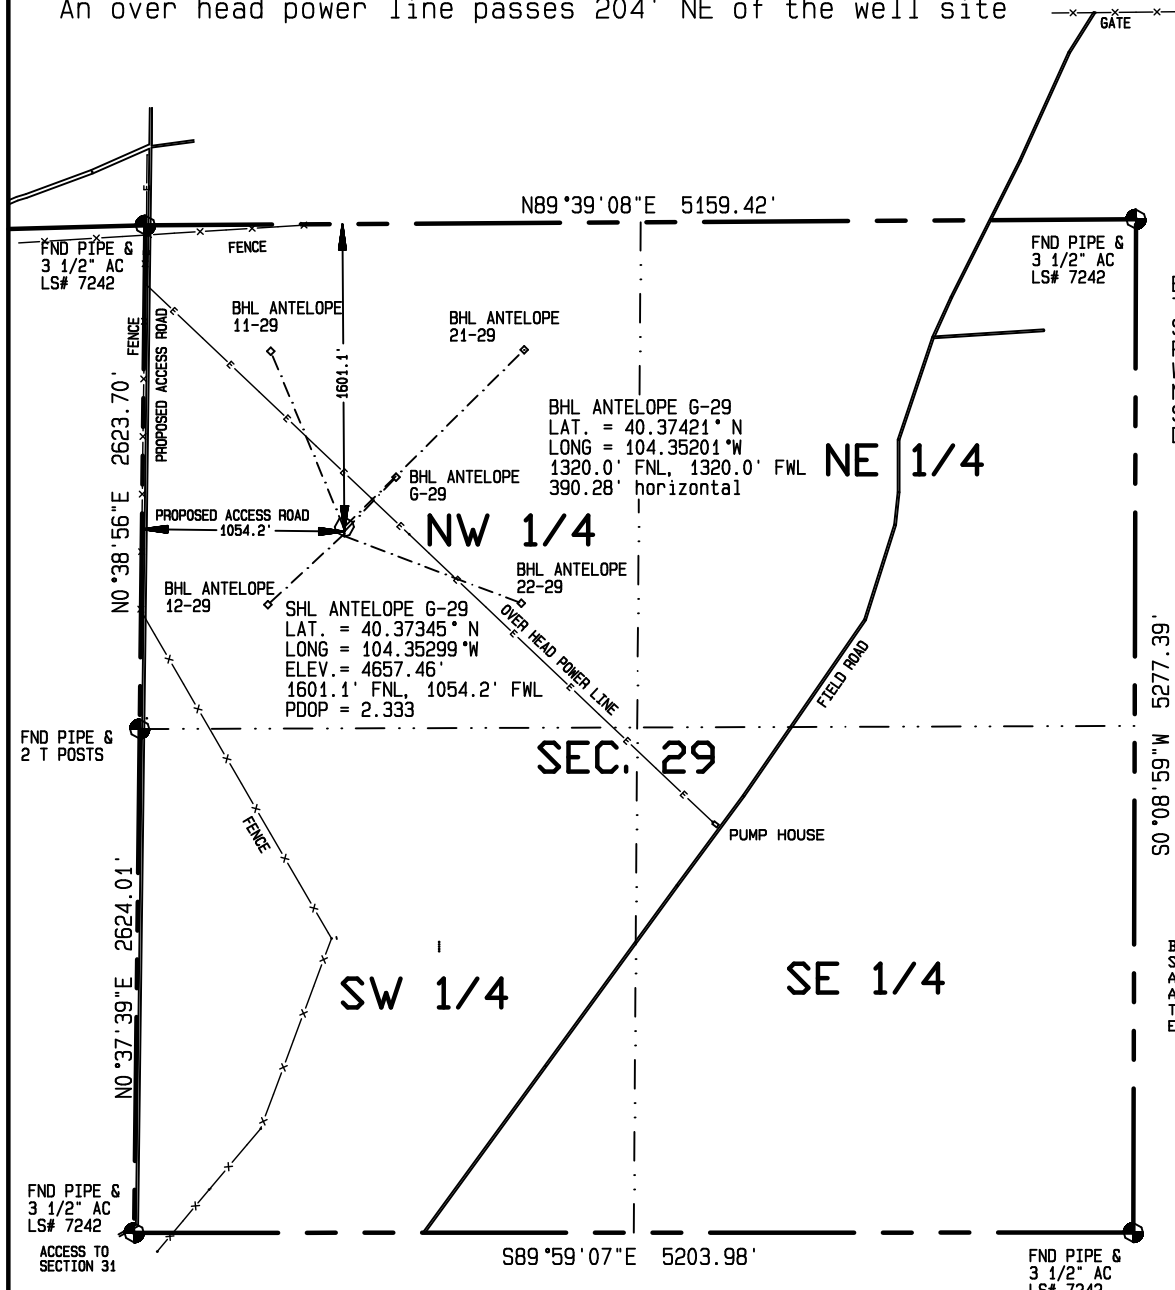 An over head power line passes 204' NE of the well site
GATE
N89°39'08"E 5159.42'
FND PIPE &
3 1/2" AC
LS# 7242
FENCE
FND PIPE &
3 1/2" AC
LS# 7242
BHL ANTELOPE
11-29
BHL ANTELOPE
21-29
FENCE
PROPOSED ACCESS ROAD
1601.1'
N0°38'56"E 2623.70'
BHL ANTELOPE G-29
LAT. = 40.37421° N
LONG = 104.35201°W
1320.0' FNL, 1320.0' FWL
390.28' horizontal
NE 1/4
BHL ANTELOPE
G-29
PROPOSED ACCESS ROAD
1054.2'
NW 1/4
BHL ANTELOPE
12-29
BHL ANTELOPE
22-29
SHL ANTELOPE G-29
LAT. = 40.37345° N
LONG = 104.35299°W
ELEV.= 4657.46'
1601.1' FNL, 1054.2' FWL
PDOP = 2.333
OVER HEAD POWER LINE
FIELD ROAD
S0°08'59"W 5277.39'
FND PIPE &
2 T POSTS
SEC. 29
PUMP HOUSE
FENCE
N0°37'39"E 2624.01'
SW 1/4
SE 1/4
FND PIPE &
3 1/2" AC
LS# 7242
ACCESS TO
SECTION 31
S89°59'07"E 5203.98'
FND PIPE &
3 1/2" AC
LS# 7242